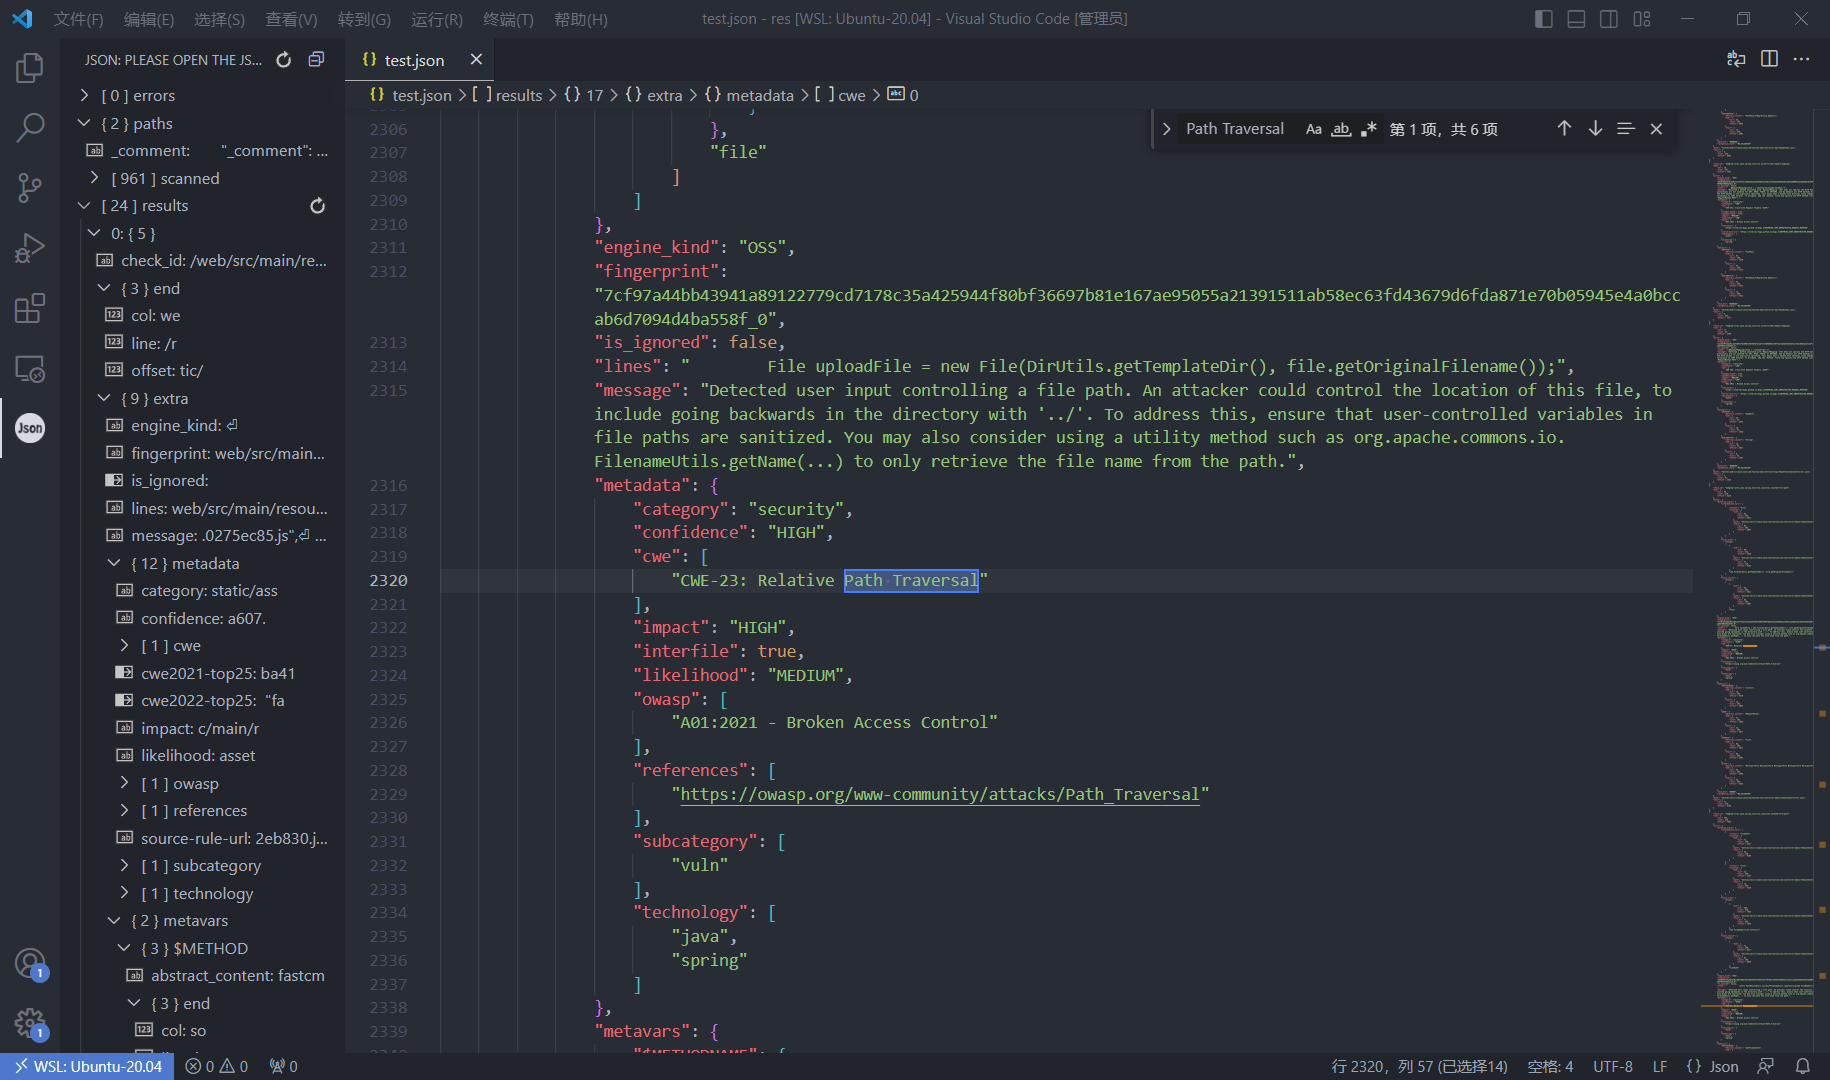 文件(F) 编辑(E) 选择(S) 查看(V) 转到(G) 运行(R) 终端(T) 帮助(H) test.json - res [WSL: Ubuntu-20.04] - Visual Studio Code [管理员]
JSON: PLEASE OPEN THE JS...
[ 0 ] errors
{ 2 } paths
_comment: "_comment": ...
[ 961 ] scanned
[ 24 ] results
0: { 5 }
check_id: /web/src/main/re...
{ 3 } end
col: we
line: /r
offset: tic/
{ 9 } extra
engine_kind: ⏎
fingerprint: web/src/main...
is_ignored:
lines: web/src/main/resou...
message: .0275ec85.js",⏎ ...
{ 12 } metadata
category: static/ass
confidence: a607.
[ 1 ] cwe
cwe2021-top25: ba41
cwe2022-top25: "fa
impact: c/main/r
likelihood: asset
[ 1 ] owasp
[ 1 ] references
source-rule-url: 2eb830.j...
[ 1 ] subcategory
[ 1 ] technology
{ 2 } metavars
{ 3 } $METHOD
abstract_content: fastcm
{ 3 } end
col: so
Json
1
1
{} test.json
{} test.json > [ ] results > {} 17 > {} extra > {} metadata > [ ] cwe > abc 0
Path Traversal Aa ab .* 第 1 项，共 6 项
2306 },
2307 "file"
2308 ]
2309 ]
2310 },
2311 "engine_kind": "OSS",
2312 "fingerprint":
"7cf97a44bb43941a89122779cd7178c35a425944f80bf36697b81e167ae95055a21391511ab58ec63fd43679d6fda871e70b05945e4a0bcc
ab6d7094d4ba558f_0",
2313 "is_ignored": false,
2314 "lines": "        File uploadFile = new File(DirUtils.getTemplateDir(), file.getOriginalFilename());",
2315 "message": "Detected user input controlling a file path. An attacker could control the location of this file, to
include going backwards in the directory with '../'. To address this, ensure that user-controlled variables in
file paths are sanitized. You may also consider using a utility method such as org.apache.commons.io.
FilenameUtils.getName(...) to only retrieve the file name from the path.",
2316 "metadata": {
2317 "category": "security",
2318 "confidence": "HIGH",
2319 "cwe": [
2320 "CWE-23: Relative Path Traversal"
2321 ],
2322 "impact": "HIGH",
2323 "interfile": true,
2324 "likelihood": "MEDIUM",
2325 "owasp": [
2326 "A01:2021 - Broken Access Control"
2327 ],
2328 "references": [
2329 "https://owasp.org/www-community/attacks/Path_Traversal"
2330 ],
2331 "subcategory": [
2332 "vuln"
2333 ],
2334 "technology": [
2335 "java",
2336 "spring"
2337 ]
2338 },
2339 "metavars": {
WSL: Ubuntu-20.04 0 0 0 行 2320，列 57 (已选择14) 空格: 4 UTF-8 LF {} Json